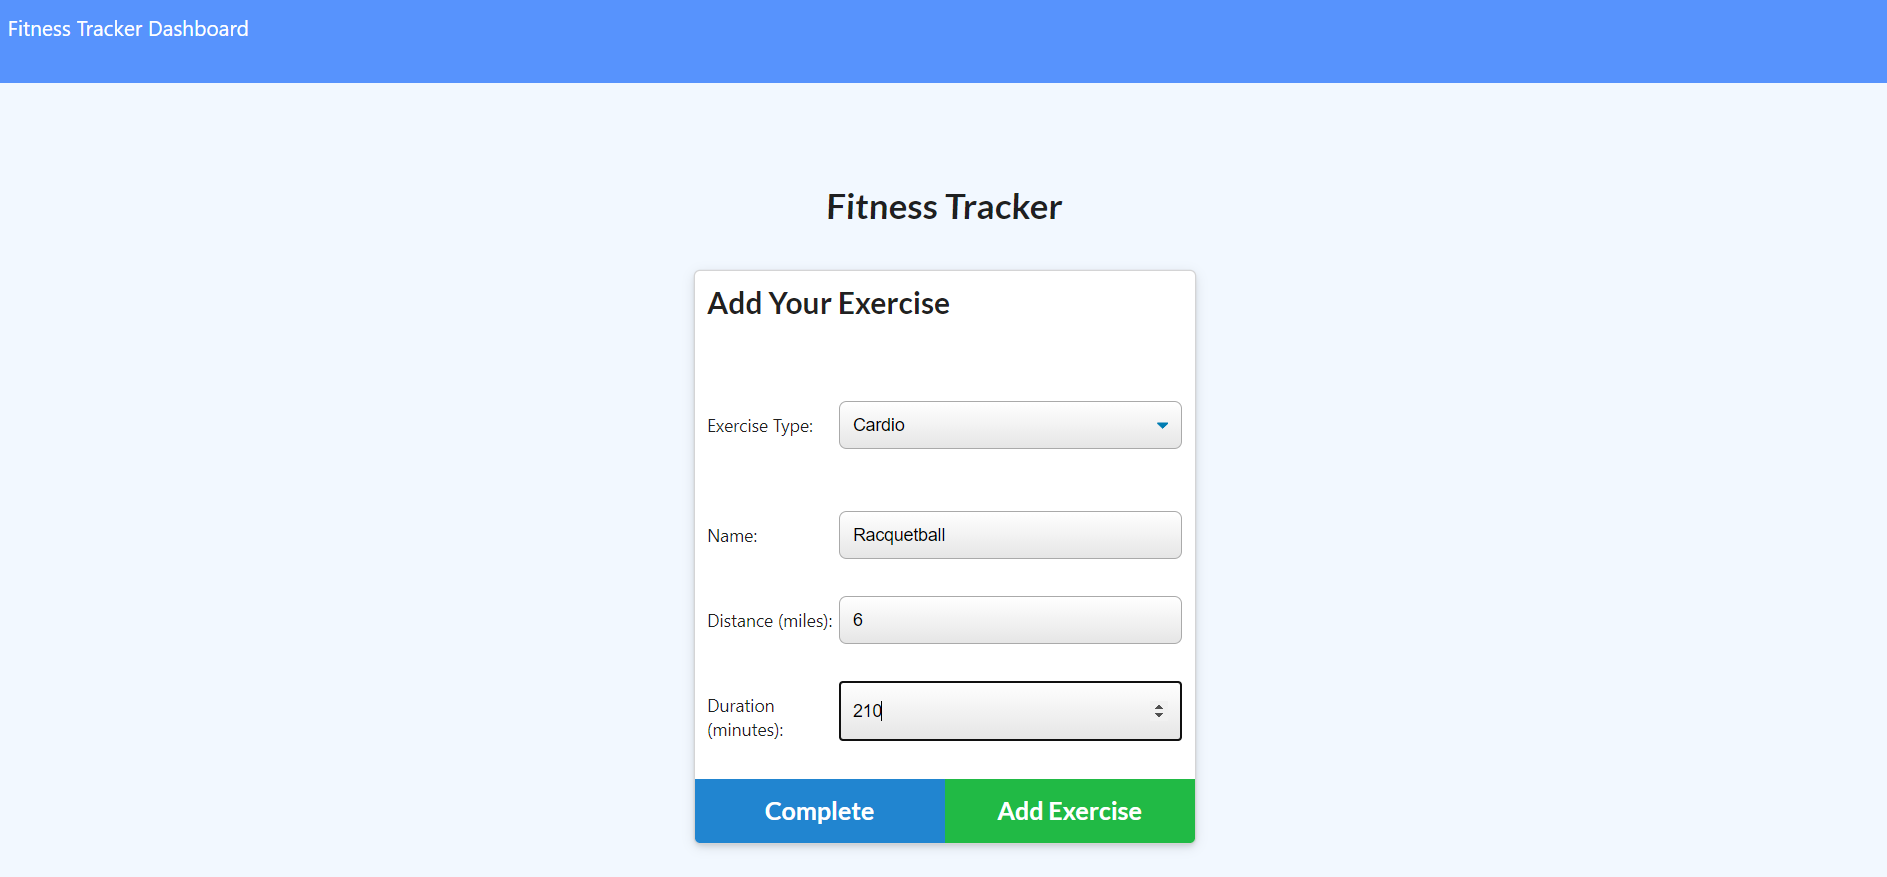 Fitness Tracker Dashboard
Fitness Tracker
Add Your Exercise
Exercise Type: Cardio
Name: Racquetball
Distance (miles): 6
Duration
(minutes): 210
Complete Add Exercise